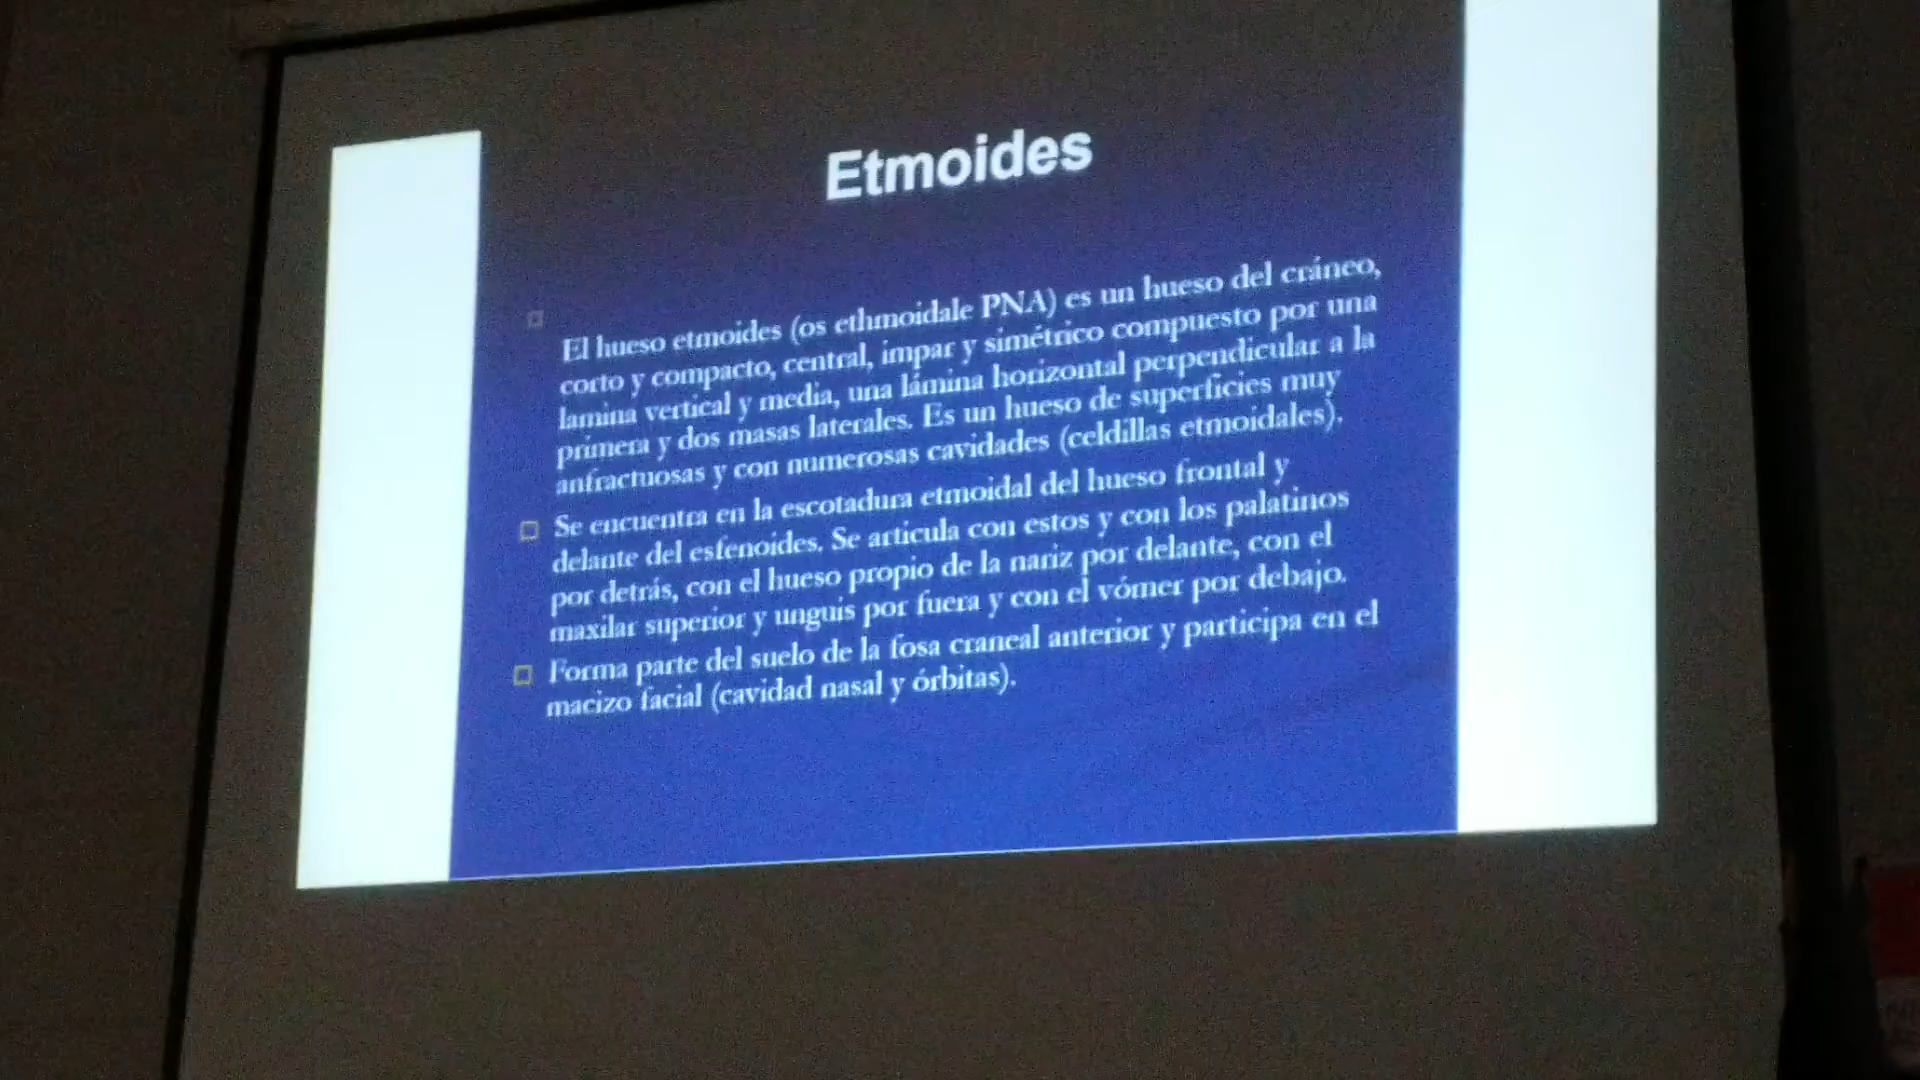 Etmoides
El hueso etmoides (os ethmoidale PNA) es un hueso del cráneo,
corto y compacto, central, impar y simétrico compuesto por una
lamina vertical y media, una lámina horizontal perpendicular a la
primera y dos masas laterales. Es un hueso de superficies muy
anfractuosas y con numerosas cavidades (celdillas etmoidales).
Se encuentra en la escotadura etmoidal del hueso frontal y
delante del esfenoides. Se articula con estos y con los palatinos
por detrás, con el hueso propio de la nariz por delante, con el
maxilar superior y unguis por fuera y con el vómer por debajo.
Forma parte del suelo de la fosa craneal anterior y participa en el
macizo facial (cavidad nasal y órbitas).